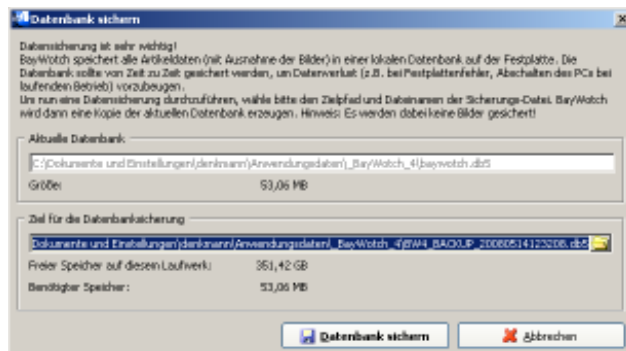 Datenbank sichern
Datensicherung ist sehr wichtig!
BayWotch speichert alle Artikeldaten (mit Ausnahme der Bilder) in einer lokalen Datenbank auf der Festplatte. Die
Datenbank sollte von Zeit zu Zeit gesichert werden, um Datenverlust (z.B. bei Festplattenfehler, Abschalten des PCs bei
laufenden Betrieb) vorzubeugen.
Um nun eine Datensicherung durchzuführen, wähle bitte den Zielpfad und Dateinamen der Sicherungs-Datei. BayWotch
wird dann eine Kopie der aktuellen Datenbank erzeugen. Hinweis: Es werden dabei keine Bilder gesichert!
Aktuelle Datenbank
C:\Dokumente und Einstellungen\denkmann\Anwendungsdaten\_BayWotch_4\baywotch.db5
Größe: 53,06 MB
Ziel für die Datenbanksicherung
Dokumente und Einstellungen\denkmann\Anwendungsdaten\_BayWotch_4\BW4_BACKUP_20080514123208.db5
Freier Speicher auf diesem Laufwerk: 351,42 GB
Benötigter Speicher: 53,06 MB
Datenbank sichern Abbrechen